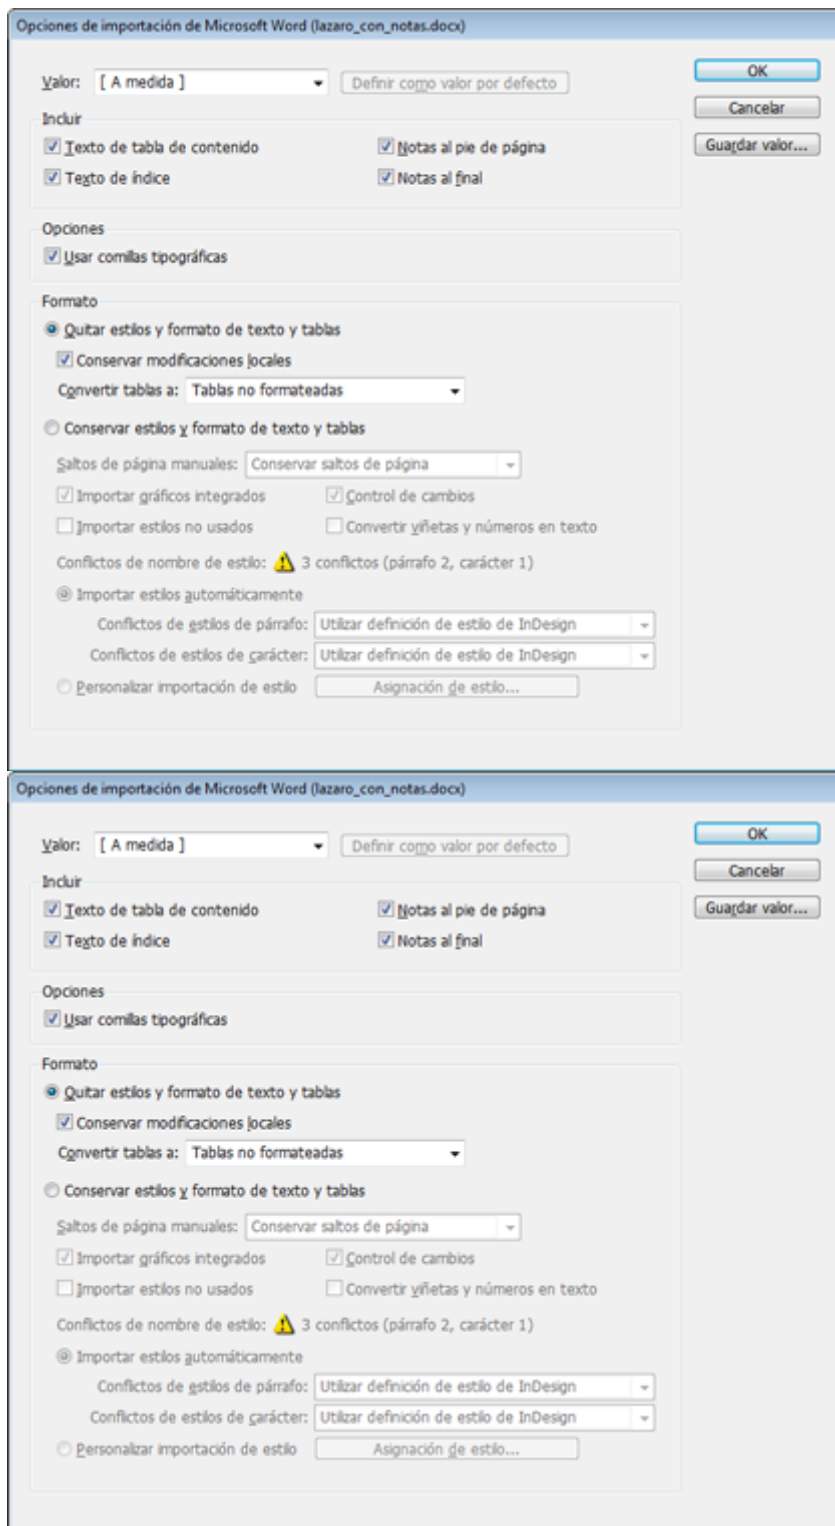 Opciones de importación de Microsoft Word (lazaro_con_notas.docx)
Valor: [ A medida ] Definir como valor por defecto OK
Cancelar
Incluir
Guardar valor...
Texto de tabla de contenido Notas al pie de página
Texto de índice Notas al final
Opciones
Usar comillas tipográficas
Formato
Quitar estilos y formato de texto y tablas
Conservar modificaciones locales
Convertir tablas a: Tablas no formateadas
Conservar estilos y formato de texto y tablas
Saltos de página manuales: Conservar saltos de página
Importar gráficos integrados Control de cambios
Importar estilos no usados Convertir viñetas y números en texto
Conflictos de nombre de estilo: 3 conflictos (párrafo 2, carácter 1)
Importar estilos automáticamente
Conflictos de estilos de párrafo: Utilizar definición de estilo de InDesign
Conflictos de estilos de carácter: Utilizar definición de estilo de InDesign
Personalizar importación de estilo Asignación de estilo...
Opciones de importación de Microsoft Word (lazaro_con_notas.docx)
Valor: [ A medida ] Definir como valor por defecto OK
Cancelar
Incluir
Guardar valor...
Texto de tabla de contenido Notas al pie de página
Texto de índice Notas al final
Opciones
Usar comillas tipográficas
Formato
Quitar estilos y formato de texto y tablas
Conservar modificaciones locales
Convertir tablas a: Tablas no formateadas
Conservar estilos y formato de texto y tablas
Saltos de página manuales: Conservar saltos de página
Importar gráficos integrados Control de cambios
Importar estilos no usados Convertir viñetas y números en texto
Conflictos de nombre de estilo: 3 conflictos (párrafo 2, carácter 1)
Importar estilos automáticamente
Conflictos de estilos de párrafo: Utilizar definición de estilo de InDesign
Conflictos de estilos de carácter: Utilizar definición de estilo de InDesign
Personalizar importación de estilo Asignación de estilo...